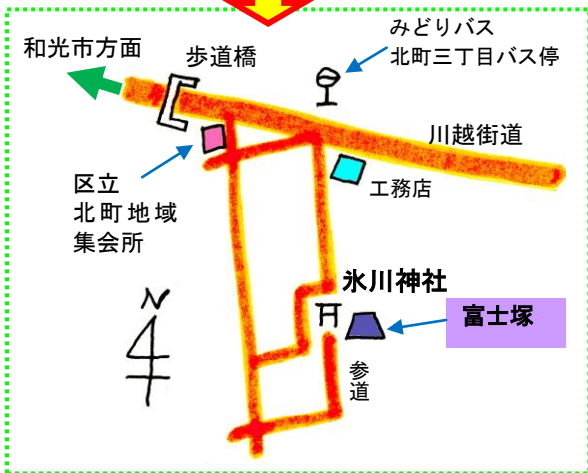 みどりバス
北町三丁目バス停
和光市方面
歩道橋
川越街道
区立
北町地域
集会所
工務店
氷川神社
富士塚
参道
N